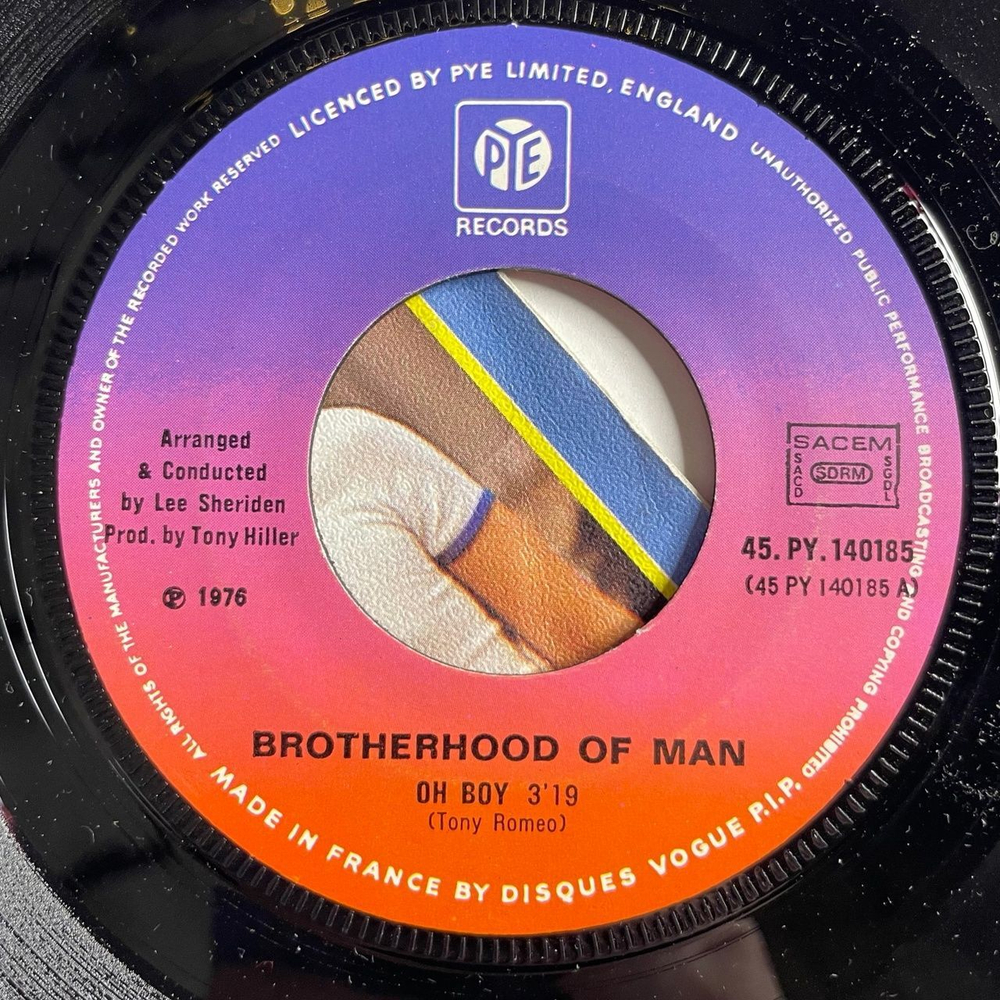 LICENCED BY PYE LIMITED, ENGLAND
UNAUTHORIZED PUBLIC PERFORMANCE BROADCASTING AND COPYING PROHIBITED
ALL RIGHTS OF THE MANUFACTURERS AND OWNER OF THE RECORDED WORK RESERVED
PYE
RECORDS
Arranged
& Conducted
by Lee Sheriden
Prod. by Tony Hiller
℗ 1976
SACEM
SACD
SDRM
SGDL
45. PY. 140185
(45 PY 140185 A)
BROTHERHOOD OF MAN
OH BOY 3'19
(Tony Romeo)
MADE IN FRANCE BY DISQUES VOGUE P.I.P.